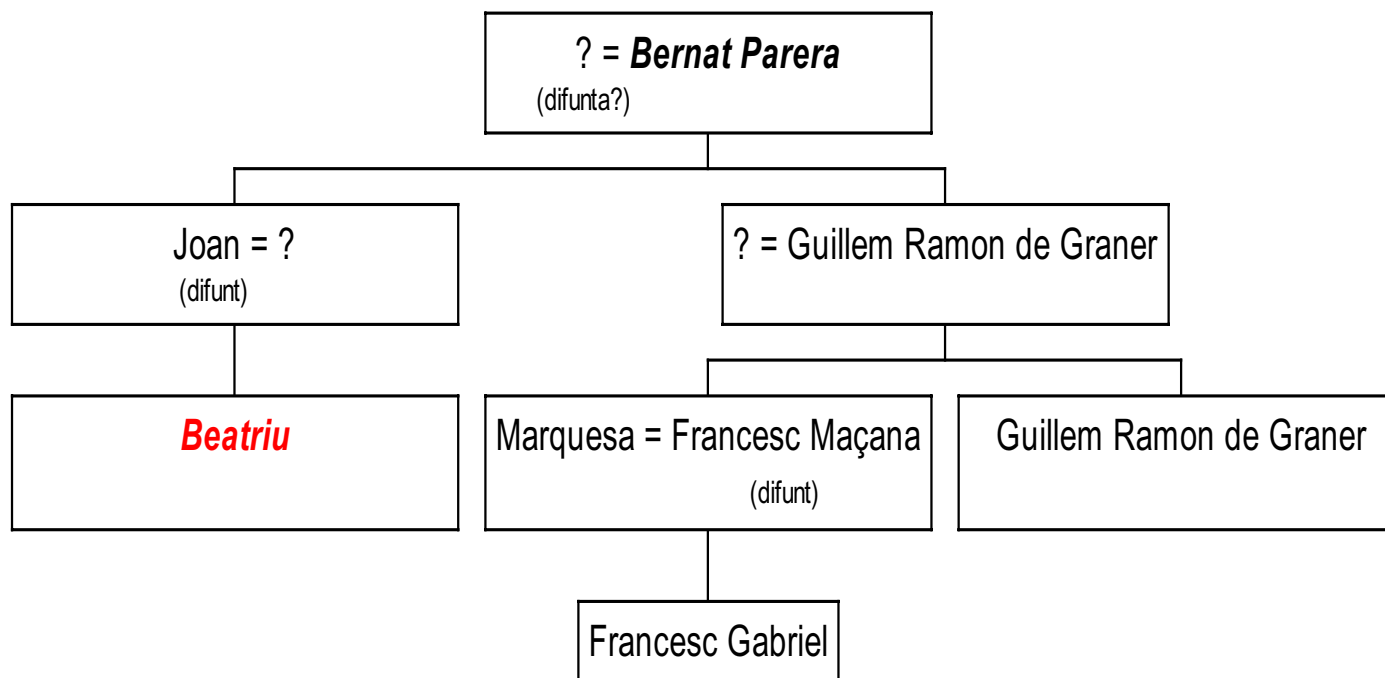 ? = Bernat Parera
(difunta?)
Joan = ?
(difunt)
? = Guillem Ramon de Graner
Beatriu
Marquesa = Francesc Maçana
(difunt)
Guillem Ramon de Graner
Francesc Gabriel